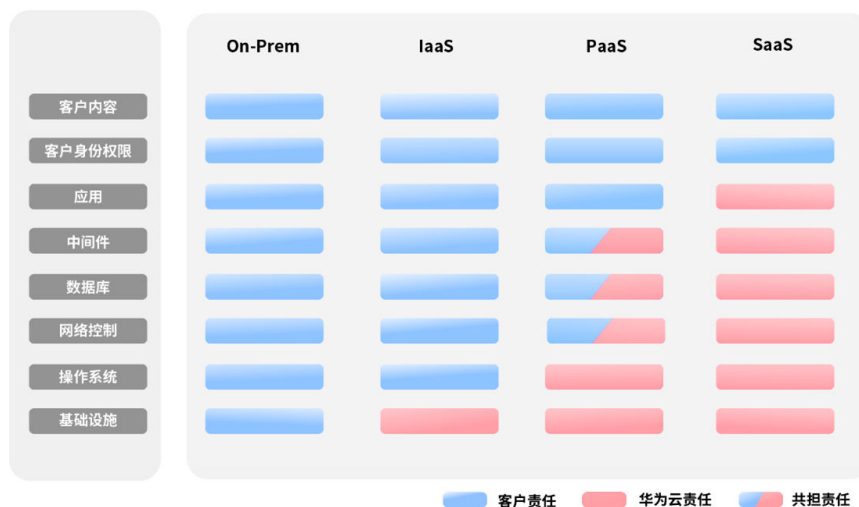 On-Prem IaaS PaaS SaaS
客户内容
客户身份权限
应用
中间件
数据库
网络控制
操作系统
基础设施
客户责任 华为云责任 共担责任